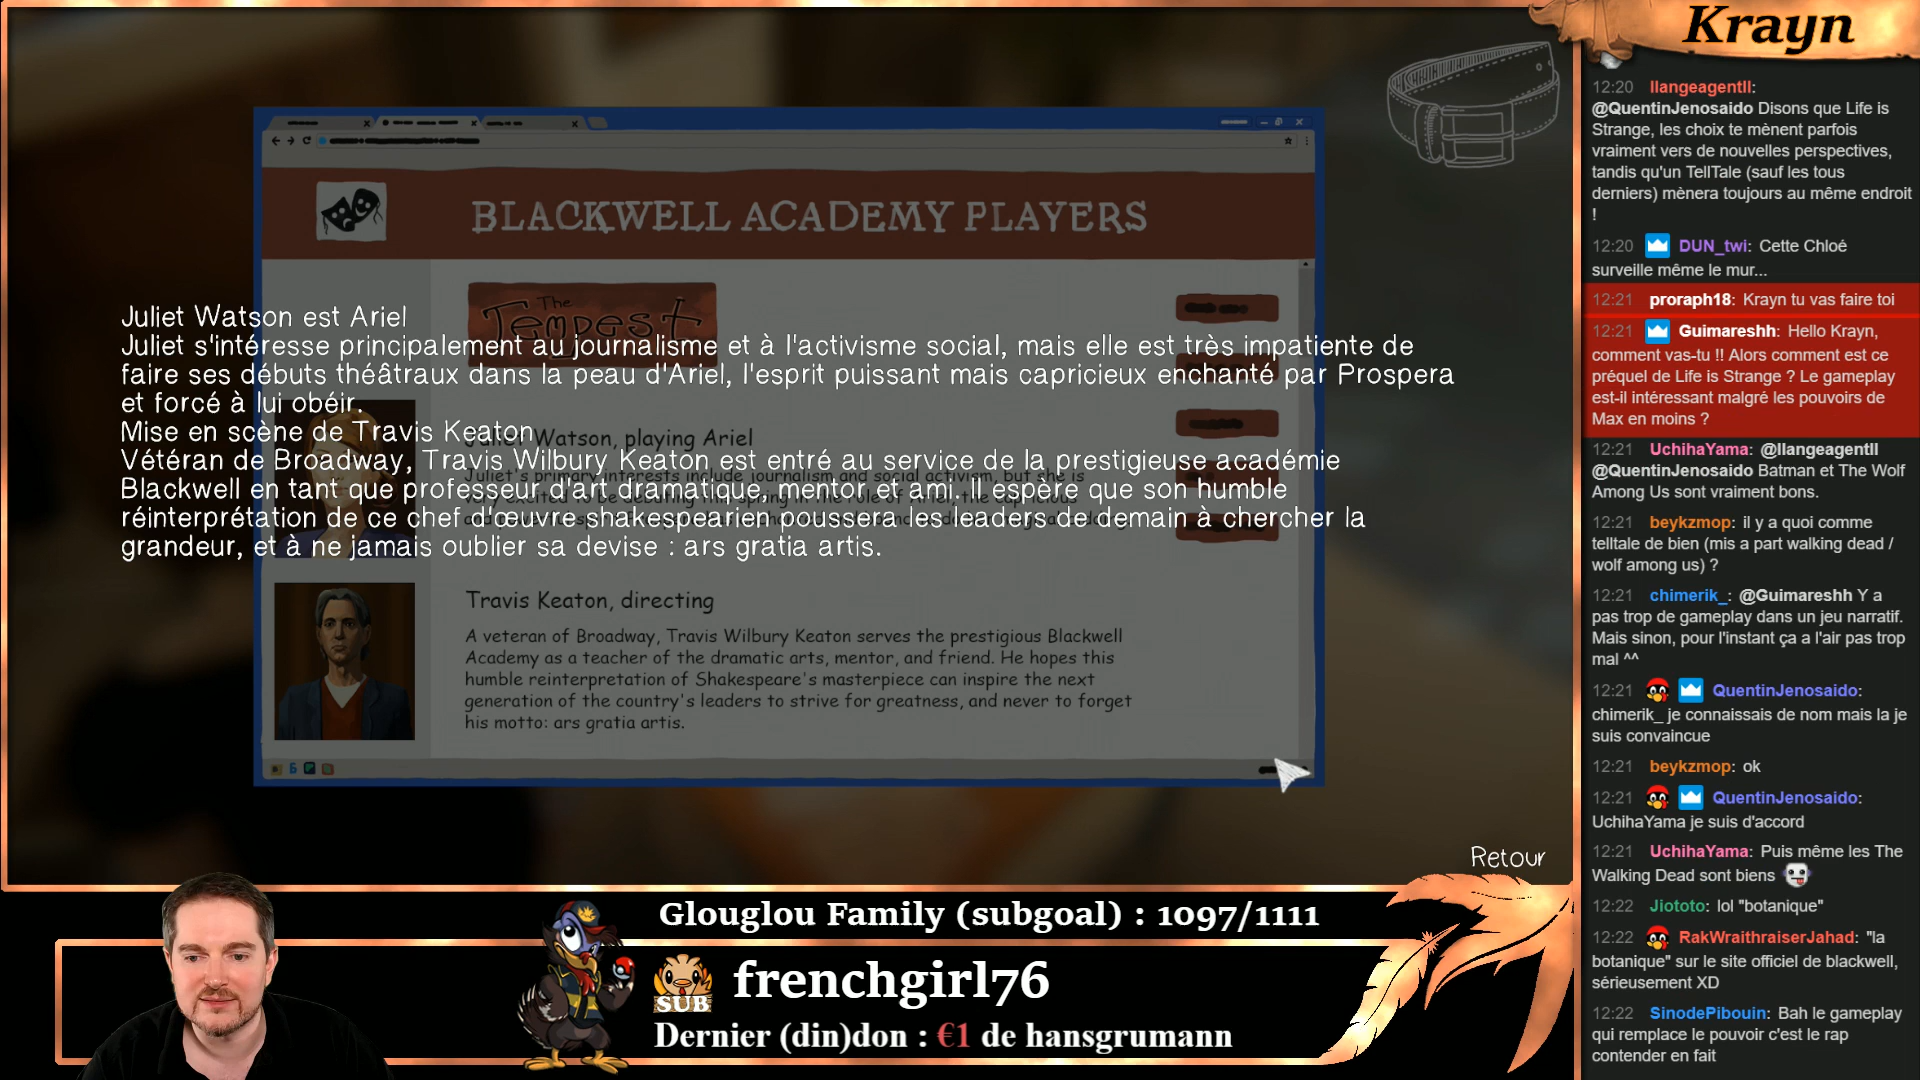 Krayn
BLACKWELL ACADEMY PLAYERS
The
Tempest
Juliet Watson est Ariel
Juliet s'intéresse principalement au journalisme et à l'activisme social, mais elle est très impatiente de
faire ses débuts théâtraux dans la peau d'Ariel, l'esprit puissant mais capricieux enchanté par Prospera
et forcé à lui obéir.
Mise en scène de Travis Keaton
Vétéran de Broadway, Travis Wilbury Keaton est entré au service de la prestigieuse académie
Blackwell en tant que professeur d'art dramatique, mentor et ami. Il espère que son humble
réinterprétation de ce chef d'œuvre shakespearien poussera les leaders de demain à chercher la
grandeur, et à ne jamais oublier sa devise : ars gratia artis.
Watson, playing Ariel
Juliet's primary interests include journalism and social activism, but she is
Travis Keaton, directing
A veteran of Broadway, Travis Wilbury Keaton serves the prestigious Blackwell
Academy as a teacher of the dramatic arts, mentor, and friend. He hopes this
humble reinterpretation of Shakespeare's masterpiece can inspire the next
generation of the country's leaders to strive for greatness, and never to forget
his motto: ars gratia artis.
Retour
12:20 llangeagentll:
@QuentinJenosaido Disons que Life is
Strange, les choix te mènent parfois
vraiment vers de nouvelles perspectives,
tandis qu'un TellTale (sauf les tous
derniers) mènera toujours au même endroit
!
12:20 DUN_twi: Cette Chloé
surveille même le mur...
12:21 proraph18: Krayn tu vas faire toi
12:21 Guimareshh: Hello Krayn,
comment vas-tu !! Alors comment est ce
préquel de Life is Strange ? Le gameplay
est-il intéressant malgré les pouvoirs de
Max en moins ?
12:21 UchihaYama: @llangeagentll
@QuentinJenosaido Batman et The Wolf
Among Us sont vraiment bons.
12:21 beykzmop: il y a quoi comme
telltale de bien (mis a part walking dead /
wolf among us) ?
12:21 chimerik_: @Guimareshh Y a
pas trop de gameplay dans un jeu narratif.
Mais sinon, pour l'instant ça a l'air pas trop
mal ^^
12:21 QuentinJenosaido:
chimerik_ je connaissais de nom mais la je
suis convaincue
12:21 beykzmop: ok
12:21 QuentinJenosaido:
UchihaYama je suis d'accord
12:21 UchihaYama: Puis même les The
Walking Dead sont biens
12:22 Jiototo: lol "botanique"
12:22 RakWraithraiserJahad: "la
botanique" sur le site officiel de blackwell,
sérieusement XD
12:22 SinodePibouin: Bah le gameplay
qui remplace le pouvoir c'est le rap
contender en fait
Glouglou Family (subgoal) : 1097/1111
SUB
frenchgirl76
Dernier (din)don : €1 de hansgrumann